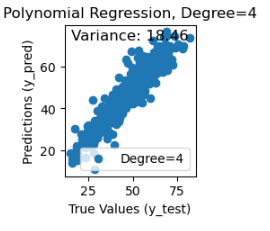 Polynomial Regression, Degree=4
Variance: 18.46
Predictions (y_pred)
60
40
20
Degree=4
25
50
75
True Values (y_test)